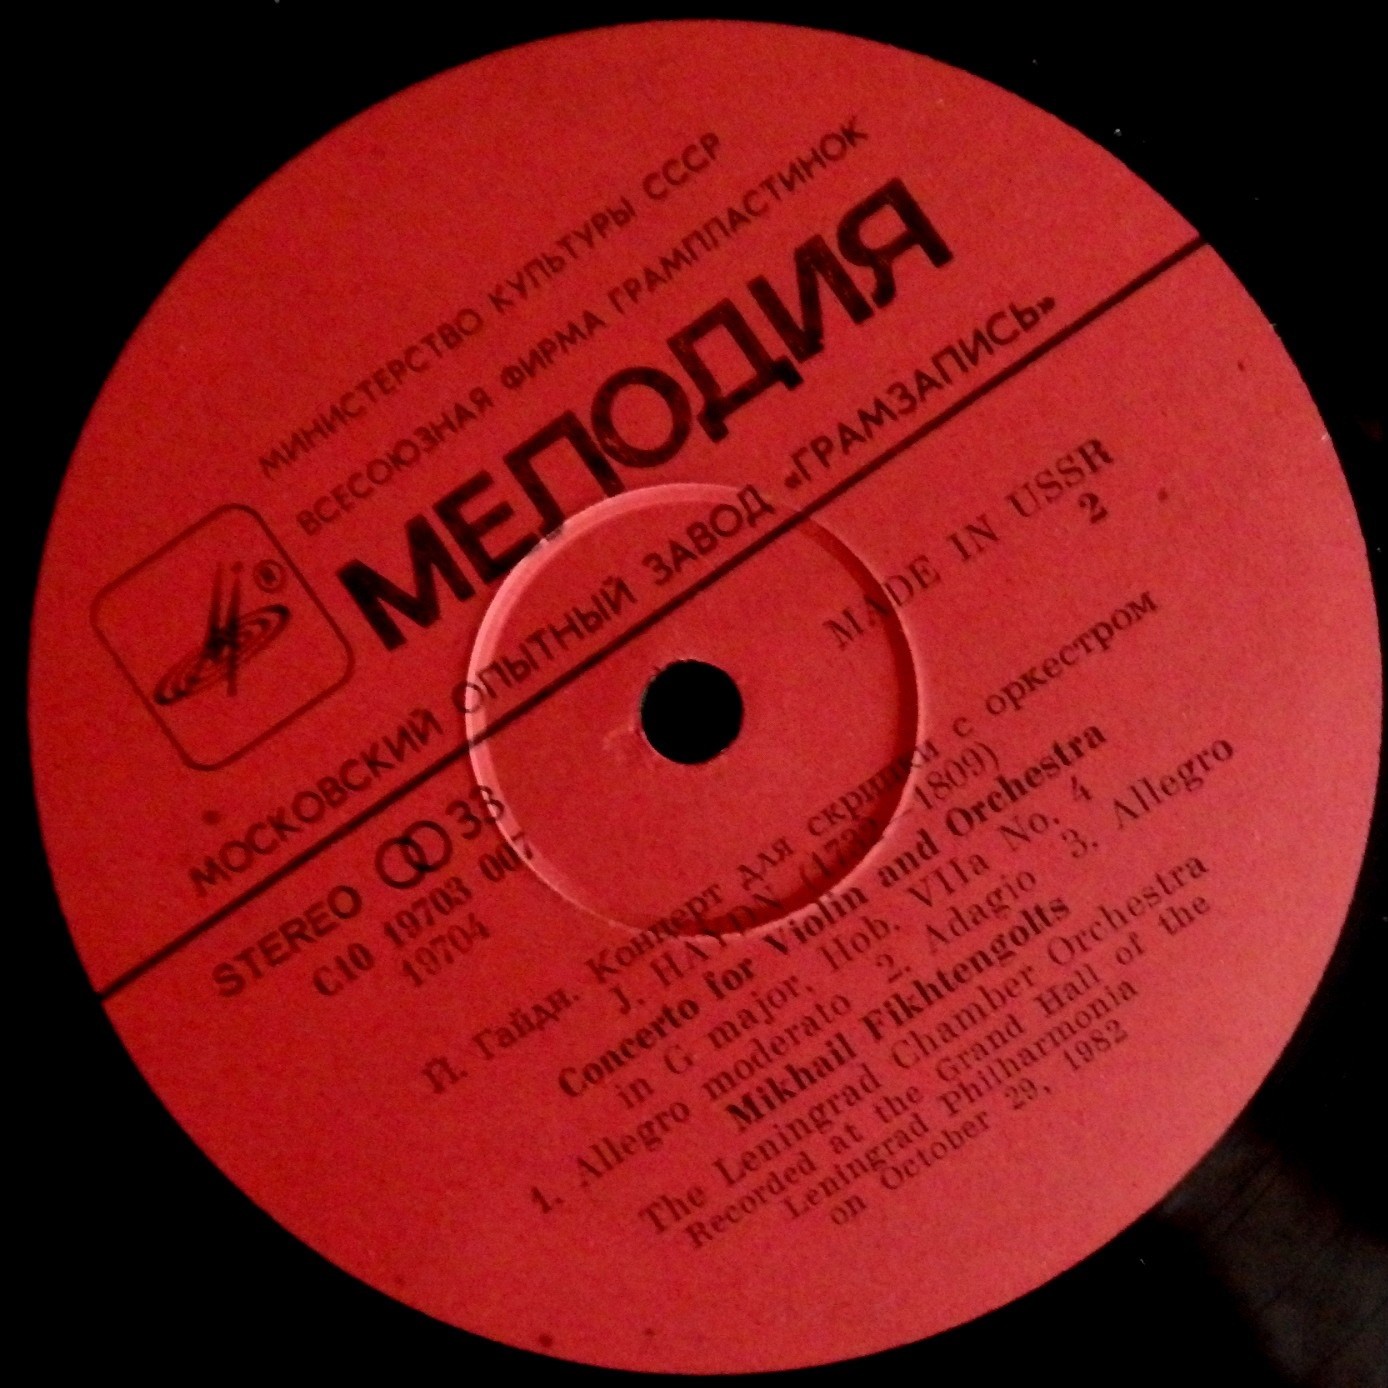 МИНИСТЕРСТВО КУЛЬТУРЫ СССР
ВСЕСОЮЗНАЯ ФИРМА ГРАМПЛАСТИНОК
МЕЛОДИЯ
®
МОСКОВСКИЙ ОПЫТНЫЙ ЗАВОД «ГРАМЗАПИСЬ»
STEREO 33
MADE IN USSR
С10 19703 007
2
19704
Й. Гайдн. Концерт для скрипки с оркестром
J. HAYDN (1732—1809)
Concerto for Violin and Orchestra
in G major, Hob. VIIa No. 4
1. Allegro moderato 2. Adagio 3. Allegro
Mikhail Fikhtengolts
The Leningrad Chamber Orchestra
Recorded at the Grand Hall of the
Leningrad Philharmonia
on October 29, 1982